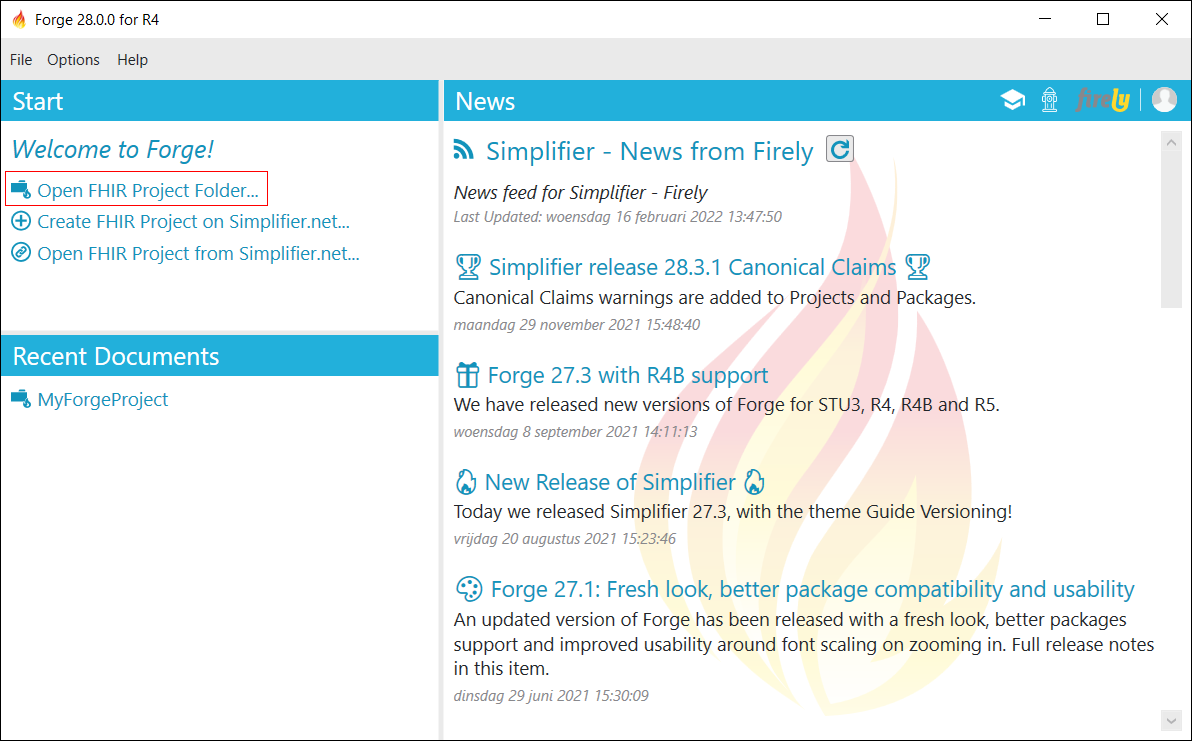 Forge 28.0.0 for R4
File Options Help
Start
Welcome to Forge!
Open FHIR Project Folder...
Create FHIR Project on Simplifier.net...
Open FHIR Project from Simplifier.net...
Recent Documents
MyForgeProject
News
firely
Simplifier - News from Firely
News feed for Simplifier - Firely
Last Updated: woensdag 16 februari 2022 13:47:50
Simplifier release 28.3.1 Canonical Claims
Canonical Claims warnings are added to Projects and Packages.
maandag 29 november 2021 15:48:40
Forge 27.3 with R4B support
We have released new versions of Forge for STU3, R4, R4B and R5.
woensdag 8 september 2021 14:11:13
New Release of Simplifier
Today we released Simplifier 27.3, with the theme Guide Versioning!
vrijdag 20 augustus 2021 15:23:46
Forge 27.1: Fresh look, better package compatibility and usability
An updated version of Forge has been released with a fresh look, better packages
support and improved usability around font scaling on zooming in. Full release notes
in this item.
dinsdag 29 juni 2021 15:30:09